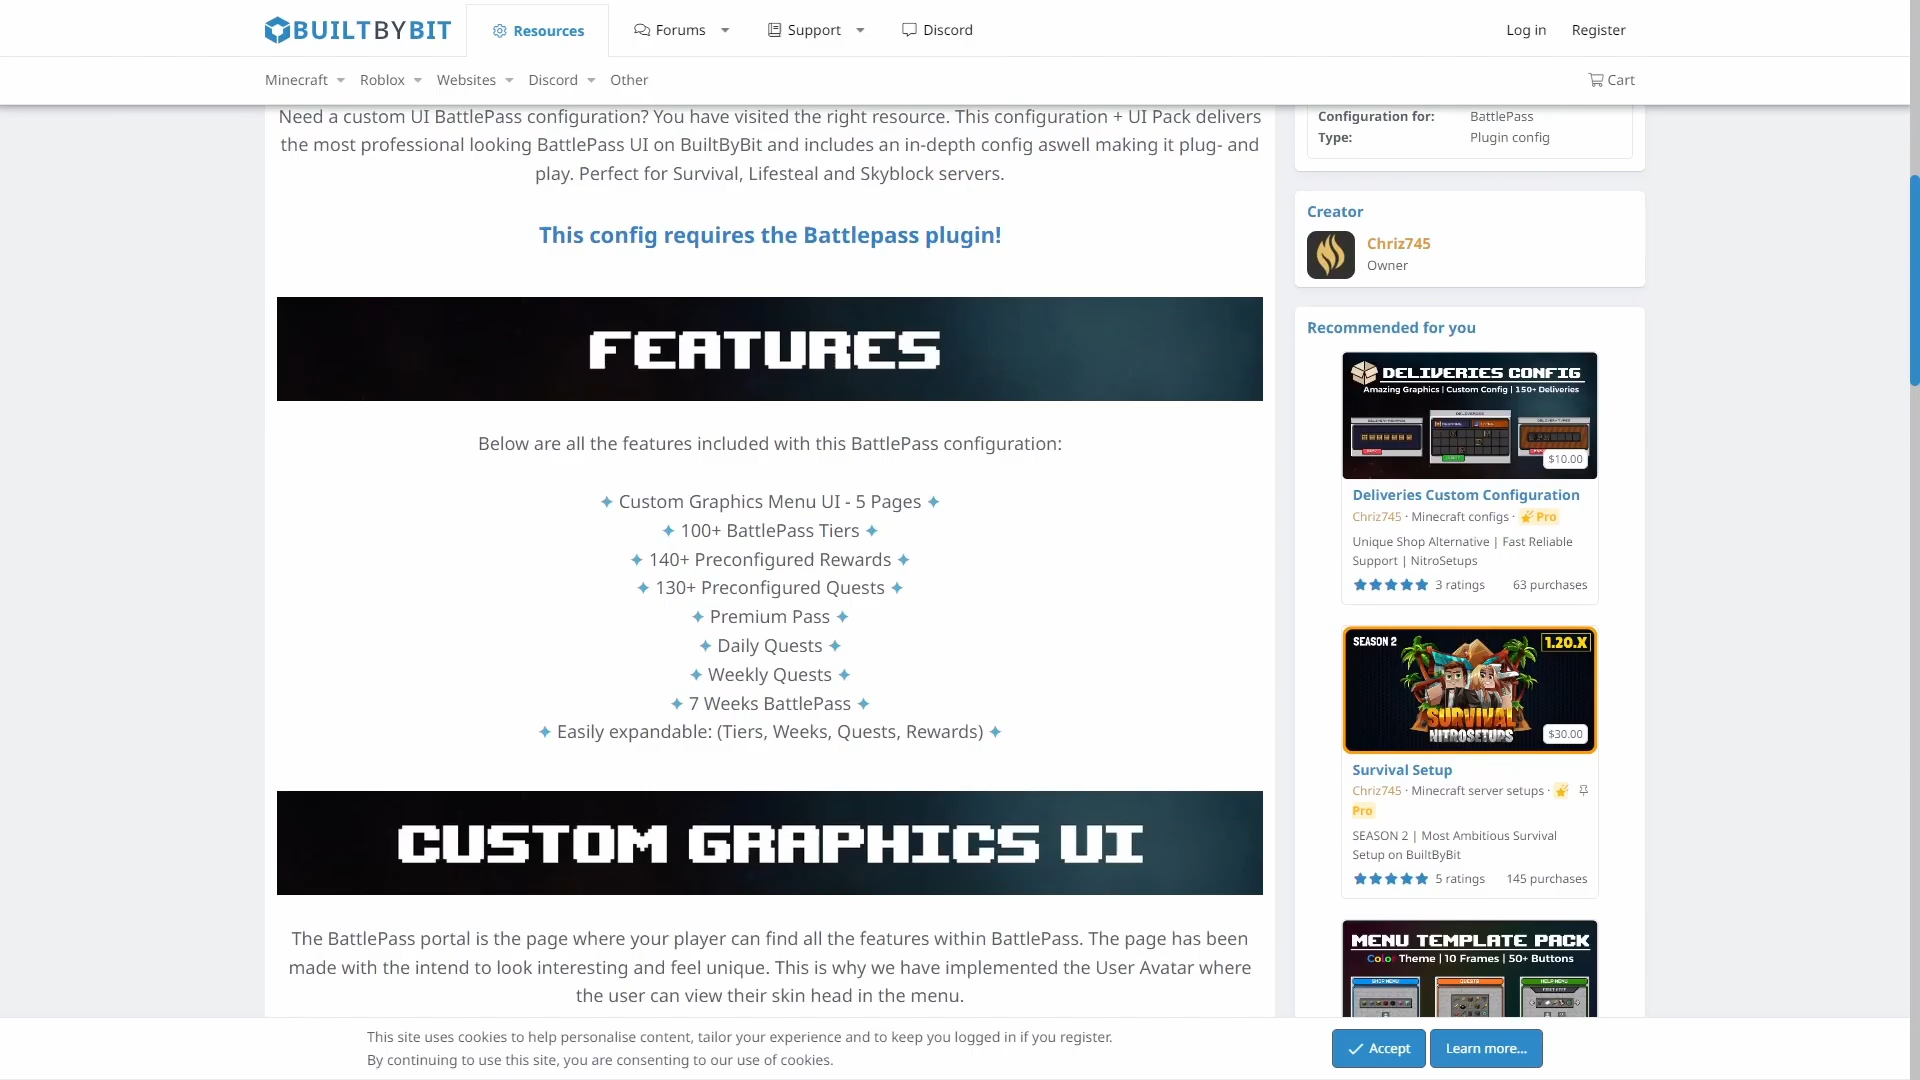 BUILTBYBIT
Resources
Forums
Support
Discord
Log in
Register
Minecraft
Roblox
Websites
Discord
Other
Cart
Need a custom UI BattlePass configuration? You have visited the right resource. This configuration + UI Pack delivers
the most professional looking BattlePass UI on BuiltByBit and includes an in-depth config aswell making it plug- and
play. Perfect for Survival, Lifesteal and Skyblock servers.
This config requires the Battlepass plugin!
FEATURES
Below are all the features included with this BattlePass configuration:
✦ Custom Graphics Menu UI - 5 Pages ✦
✦ 100+ BattlePass Tiers ✦
✦ 140+ Preconfigured Rewards ✦
✦ 130+ Preconfigured Quests ✦
✦ Premium Pass ✦
✦ Daily Quests ✦
✦ Weekly Quests ✦
✦ 7 Weeks BattlePass ✦
✦ Easily expandable: (Tiers, Weeks, Quests, Rewards) ✦
CUSTOM GRAPHICS UI
The BattlePass portal is the page where your player can find all the features within BattlePass. The page has been
made with the intend to look interesting and feel unique. This is why we have implemented the User Avatar where
the user can view their skin head in the menu.
Configuration for: BattlePass
Type: Plugin config
Creator
Chriz745
Owner
Recommended for you
DELIVERIES CONFIG
Amazing Graphics | Custom Config | 150+ Deliveries
$10.00
Deliveries Custom Configuration
Chriz745 · Minecraft configs · Pro
Unique Shop Alternative | Fast Reliable
Support | NitroSetups
3 ratings 63 purchases
SEASON 2
1.20.X
SURVIVAL
NITROSETUPS
$30.00
Survival Setup
Chriz745 · Minecraft server setups ·
Pro
SEASON 2 | Most Ambitious Survival
Setup on BuiltByBit
5 ratings 145 purchases
MENU TEMPLATE PACK
Color Theme | 10 Frames | 50+ Buttons
SHOP MENU
QUESTS
HELP MENU
This site uses cookies to help personalise content, tailor your experience and to keep you logged in if you register.
By continuing to use this site, you are consenting to our use of cookies.
Accept
Learn more…